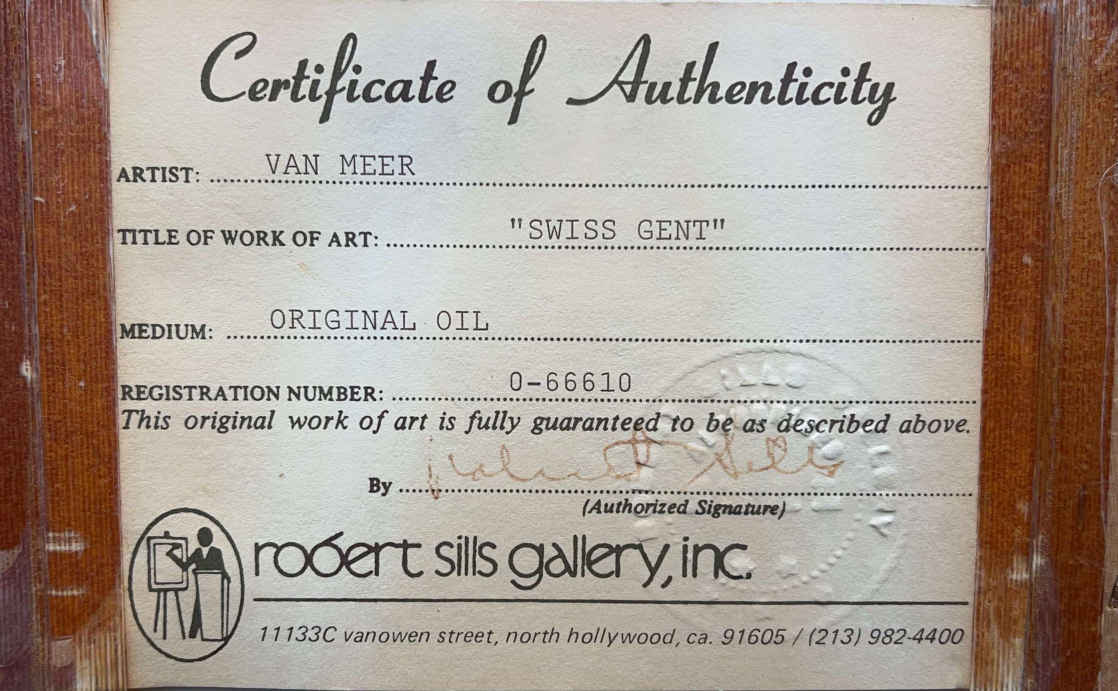 Certificate of Authenticity
ARTIST: VAN MEER
TITLE OF WORK OF ART: "SWISS GENT"
MEDIUM: ORIGINAL OIL
REGISTRATION NUMBER: O-66610
This original work of art is fully guaranteed to be as described above.
By Robert Sills
(Authorized Signature)
robert sills gallery, inc.
11133C vanowen street, north hollywood, ca. 91605 / (213) 982-4400